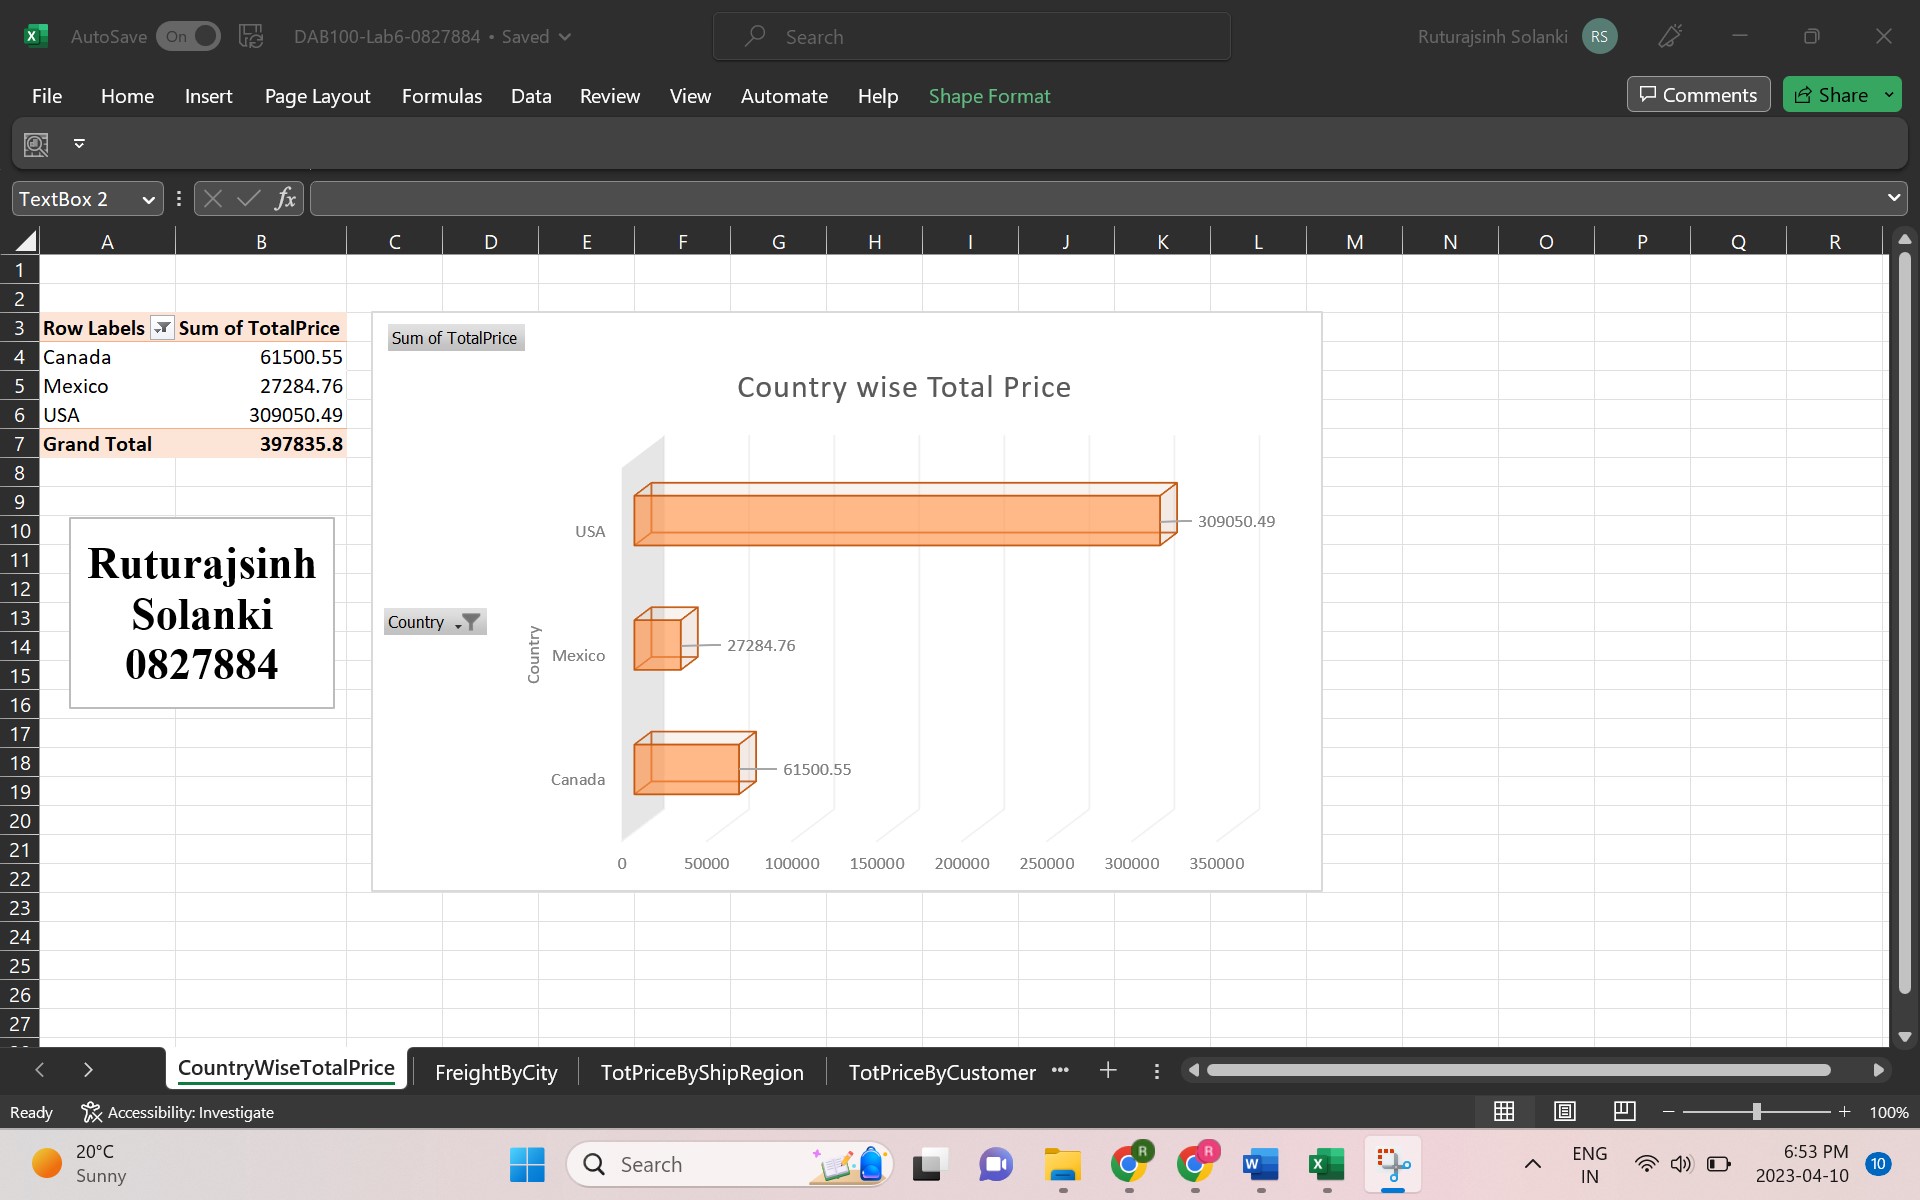 AutoSave On DAB100-Lab6-0827884 • Saved Search Ruturajsinh Solanki RS
File Home Insert Page Layout Formulas Data Review View Automate Help Shape Format Comments Share
TextBox 2 fx
A B C D E F G H I J K L M N O P Q R
1
2
3 Row Labels Sum of TotalPrice
4 Canada 61500.55
5 Mexico 27284.76
6 USA 309050.49
7 Grand Total 397835.8
8
9
10
11
12
13
14
15
16
17
18
19
20
21
22
23
24
25
26
27
Ruturajsinh
Solanki
0827884
Sum of TotalPrice
Country wise Total Price
USA 309050.49
Country
Country
Mexico 27284.76
Canada 61500.55
0 50000 100000 150000 200000 250000 300000 350000
CountryWiseTotalPrice FreightByCity TotPriceByShipRegion TotPriceByCustomer ...
Ready Accessibility: Investigate 100%
20°C
Sunny
Search
R
R
W
X
ENG
IN
6:53 PM
2023-04-10
10